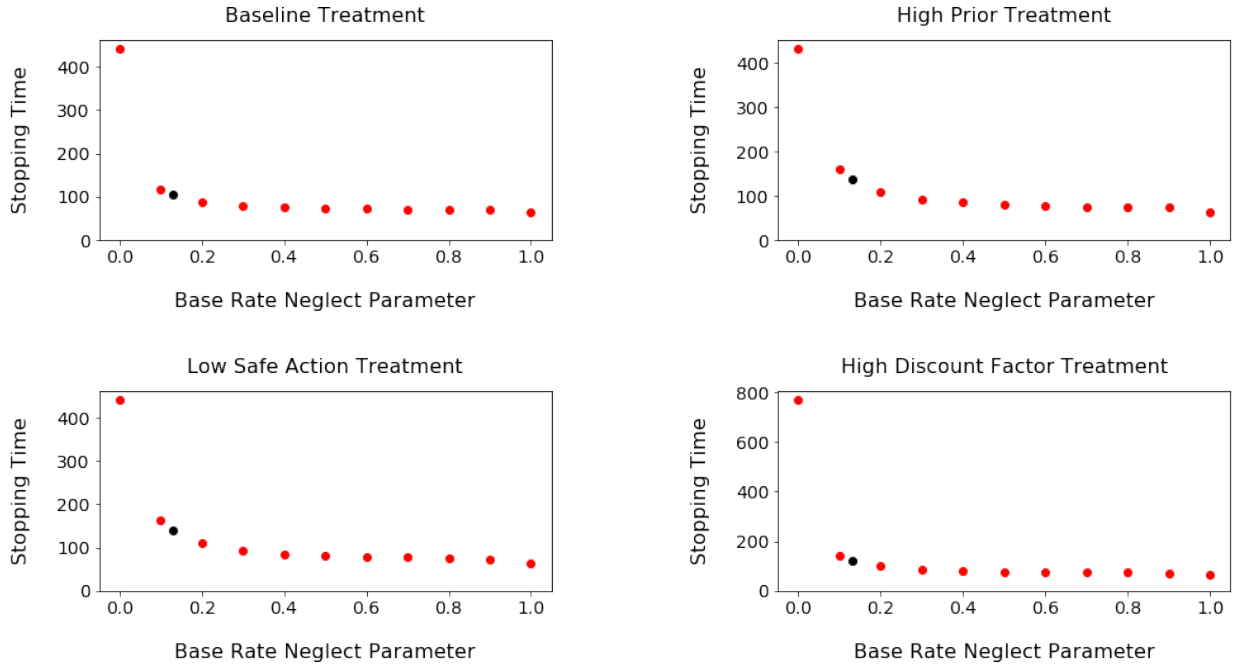 Baseline Treatment
Stopping Time
400
300
200
100
0
0.0 0.2 0.4 0.6 0.8 1.0
Base Rate Neglect Parameter
High Prior Treatment
Stopping Time
400
300
200
100
0
0.0 0.2 0.4 0.6 0.8 1.0
Base Rate Neglect Parameter
Low Safe Action Treatment
Stopping Time
400
300
200
100
0
0.0 0.2 0.4 0.6 0.8 1.0
Base Rate Neglect Parameter
High Discount Factor Treatment
Stopping Time
800
600
400
200
0
0.0 0.2 0.4 0.6 0.8 1.0
Base Rate Neglect Parameter